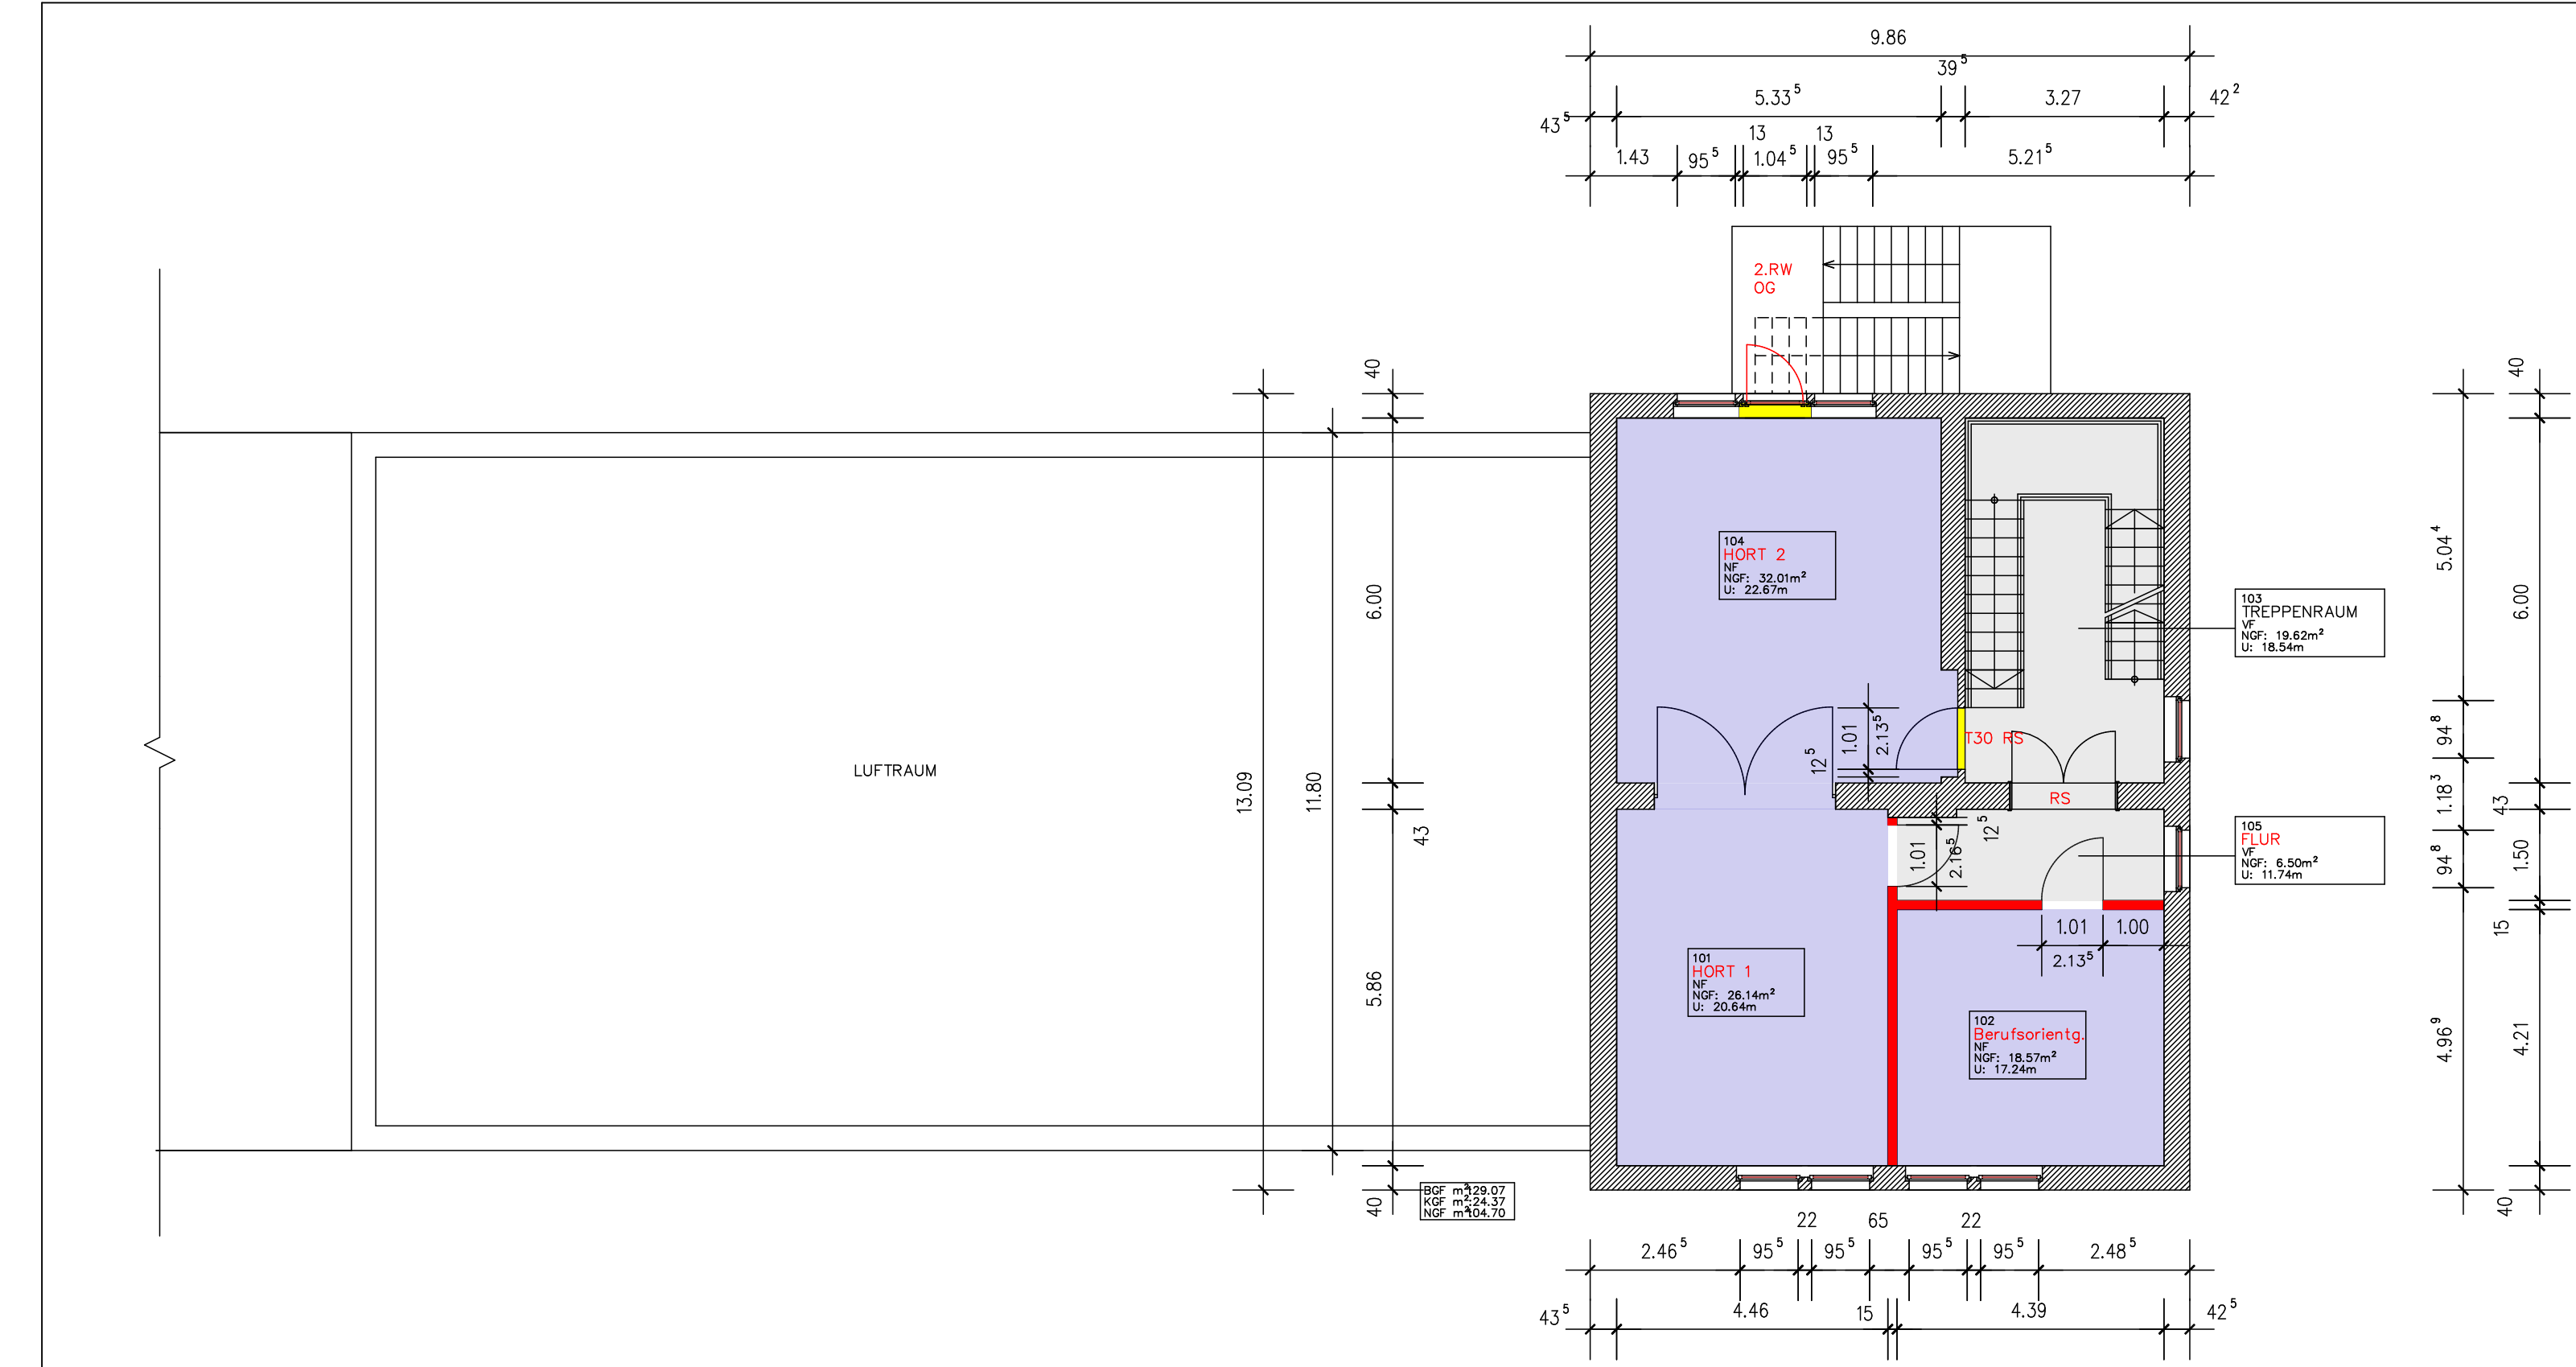 9.86
39⁵
5.33⁵
3.27
42²
43⁵
13
13
1.43
95⁵
1.04⁵
95⁵
5.21⁵
2.RW
OG
40
40
104
HORT 2
NF
NGF: 32.01m²
U: 22.67m
6.00
5.04⁴
6.00
103
TREPPENRAUM
VF
NGF: 19.62m²
U: 18.54m
LUFTRAUM
13.09
11.80
12⁵
1.01
2.13⁵
T30 RS
RS
94⁸
1.18³
43
43
12⁵
1.01
2.16⁵
105
FLUR
VF
NGF: 6.50m²
U: 11.74m
94⁸
1.50
1.01
1.00
2.13⁵
15
5.86
101
HORT 1
NF
NGF: 26.14m²
U: 20.64m
102
Berufsorientg.
NF
NGF: 18.57m²
U: 17.24m
4.96⁹
4.21
40
BGF m²:
29.07
KGF m²:24.37
NGF m²:
04.70
40
22
65
22
2.46⁵
95⁵
95⁵
95⁵
95⁵
2.48⁵
43⁵
4.46
15
4.39
42⁵